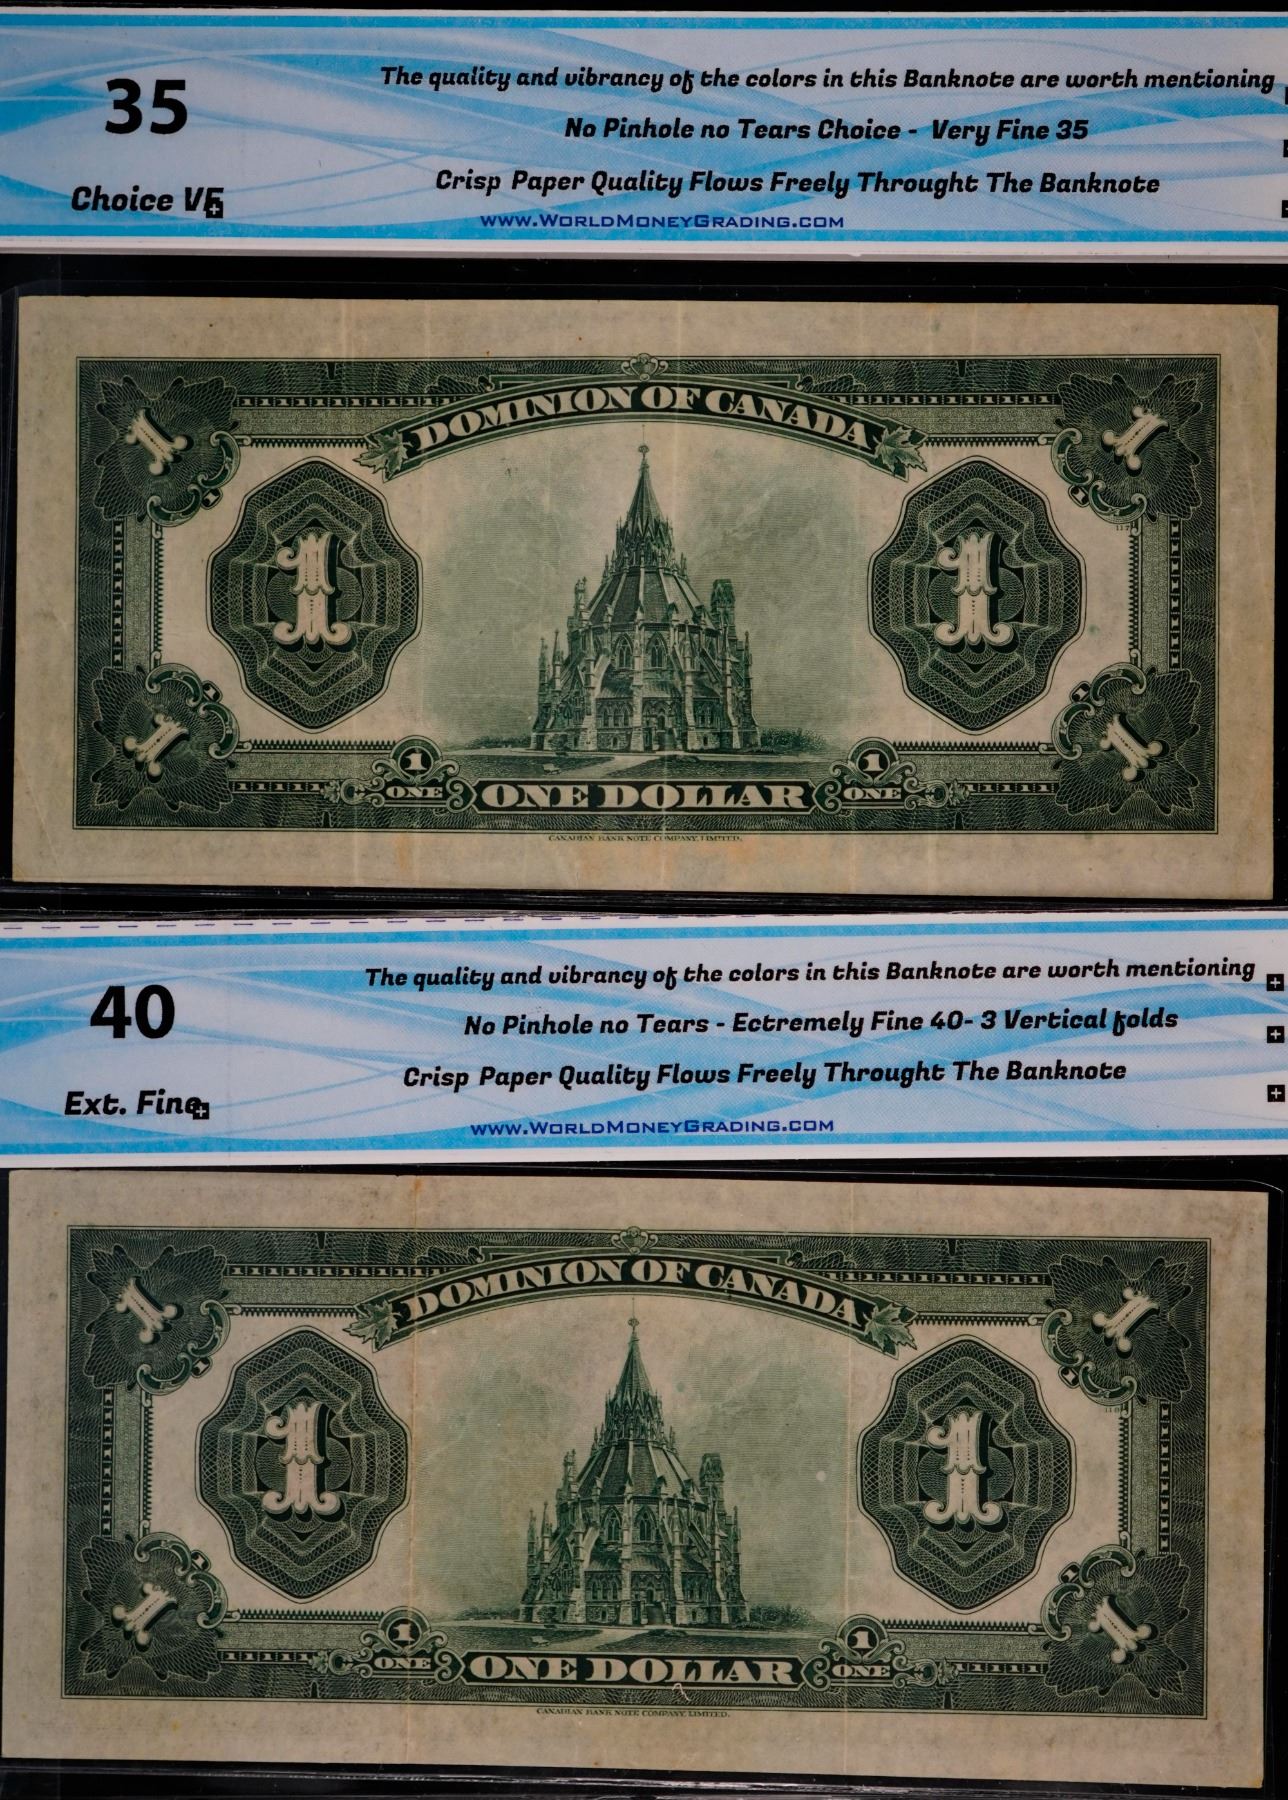 35
Choice VF
The quality and vibrancy of the colors in this Banknote are worth mentioning
No Pinhole no Tears Choice - Very Fine 35
Crisp Paper Quality Flows Freely Throught The Banknote
www.WorldMoneyGrading.com
DOMINION OF CANADA
1 1
1 1
117
1 1
1 1
ONE ONE DOLLAR ONE
CANADIAN BANK NOTE COMPANY, LIMITED.
40
Ext. Fine
The quality and vibrancy of the colors in this Banknote are worth mentioning
No Pinhole no Tears - Ectremely Fine 40- 3 Vertical folds
Crisp Paper Quality Flows Freely Throught The Banknote
www.WorldMoneyGrading.com
DOMINION OF CANADA
1 1
1 1
1 1
1 1
ONE ONE DOLLAR ONE
CANADIAN BANK NOTE COMPANY, LIMITED.